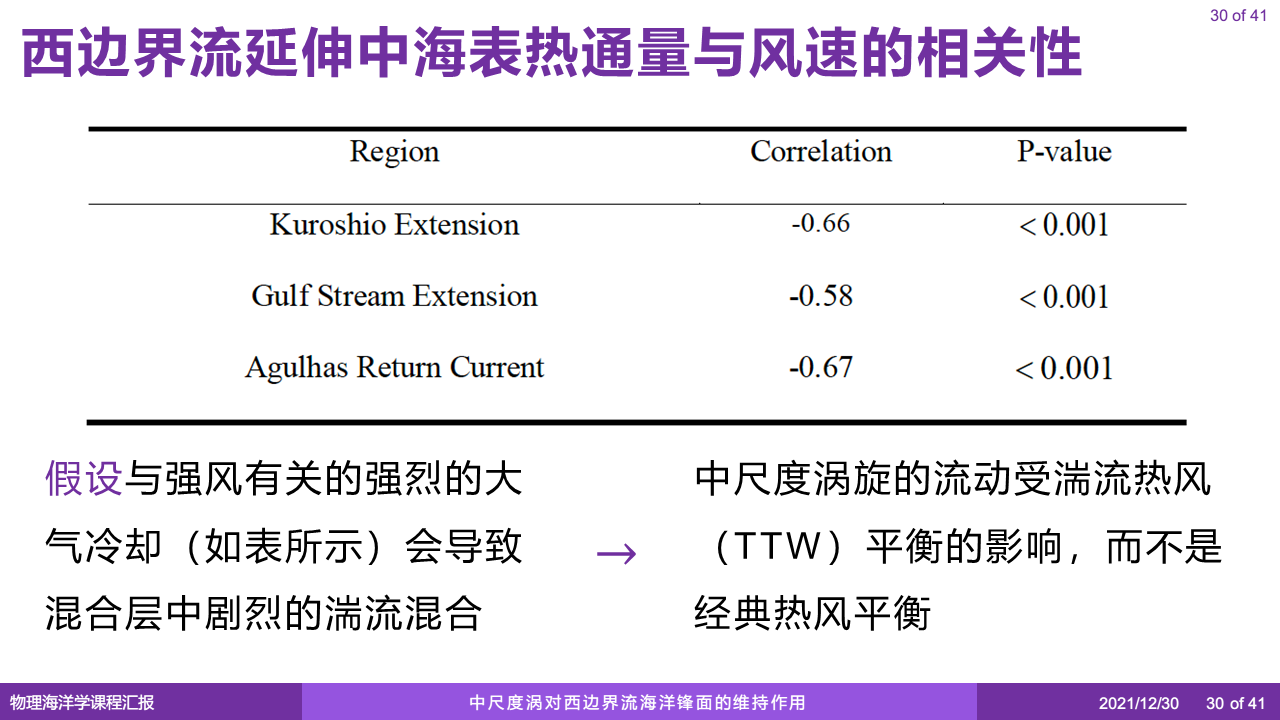 30 of 41
西边界流延伸中海表热通量与风速的相关性
Region Correlation P-value
Kuroshio Extension -0.66 < 0.001
Gulf Stream Extension -0.58 < 0.001
Agulhas Return Current -0.67 < 0.001
假设与强风有关的强烈的大
气冷却（如表所示）会导致
混合层中剧烈的湍流混合
→
中尺度涡旋的流动受湍流热风
（TTW）平衡的影响，而不是
经典热风平衡
物理海洋学课程汇报 中尺度涡对西边界流海洋锋面的维持作用 2021/12/30 30 of 41